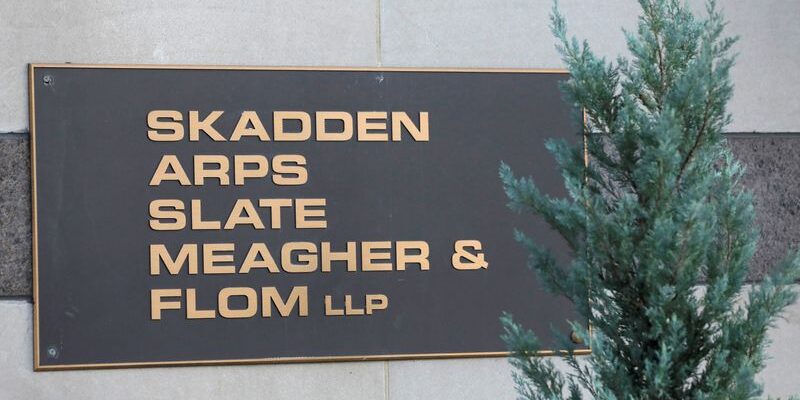 SKADDEN
ARPS
SLATE
MEAGHER &
FLOM LLP